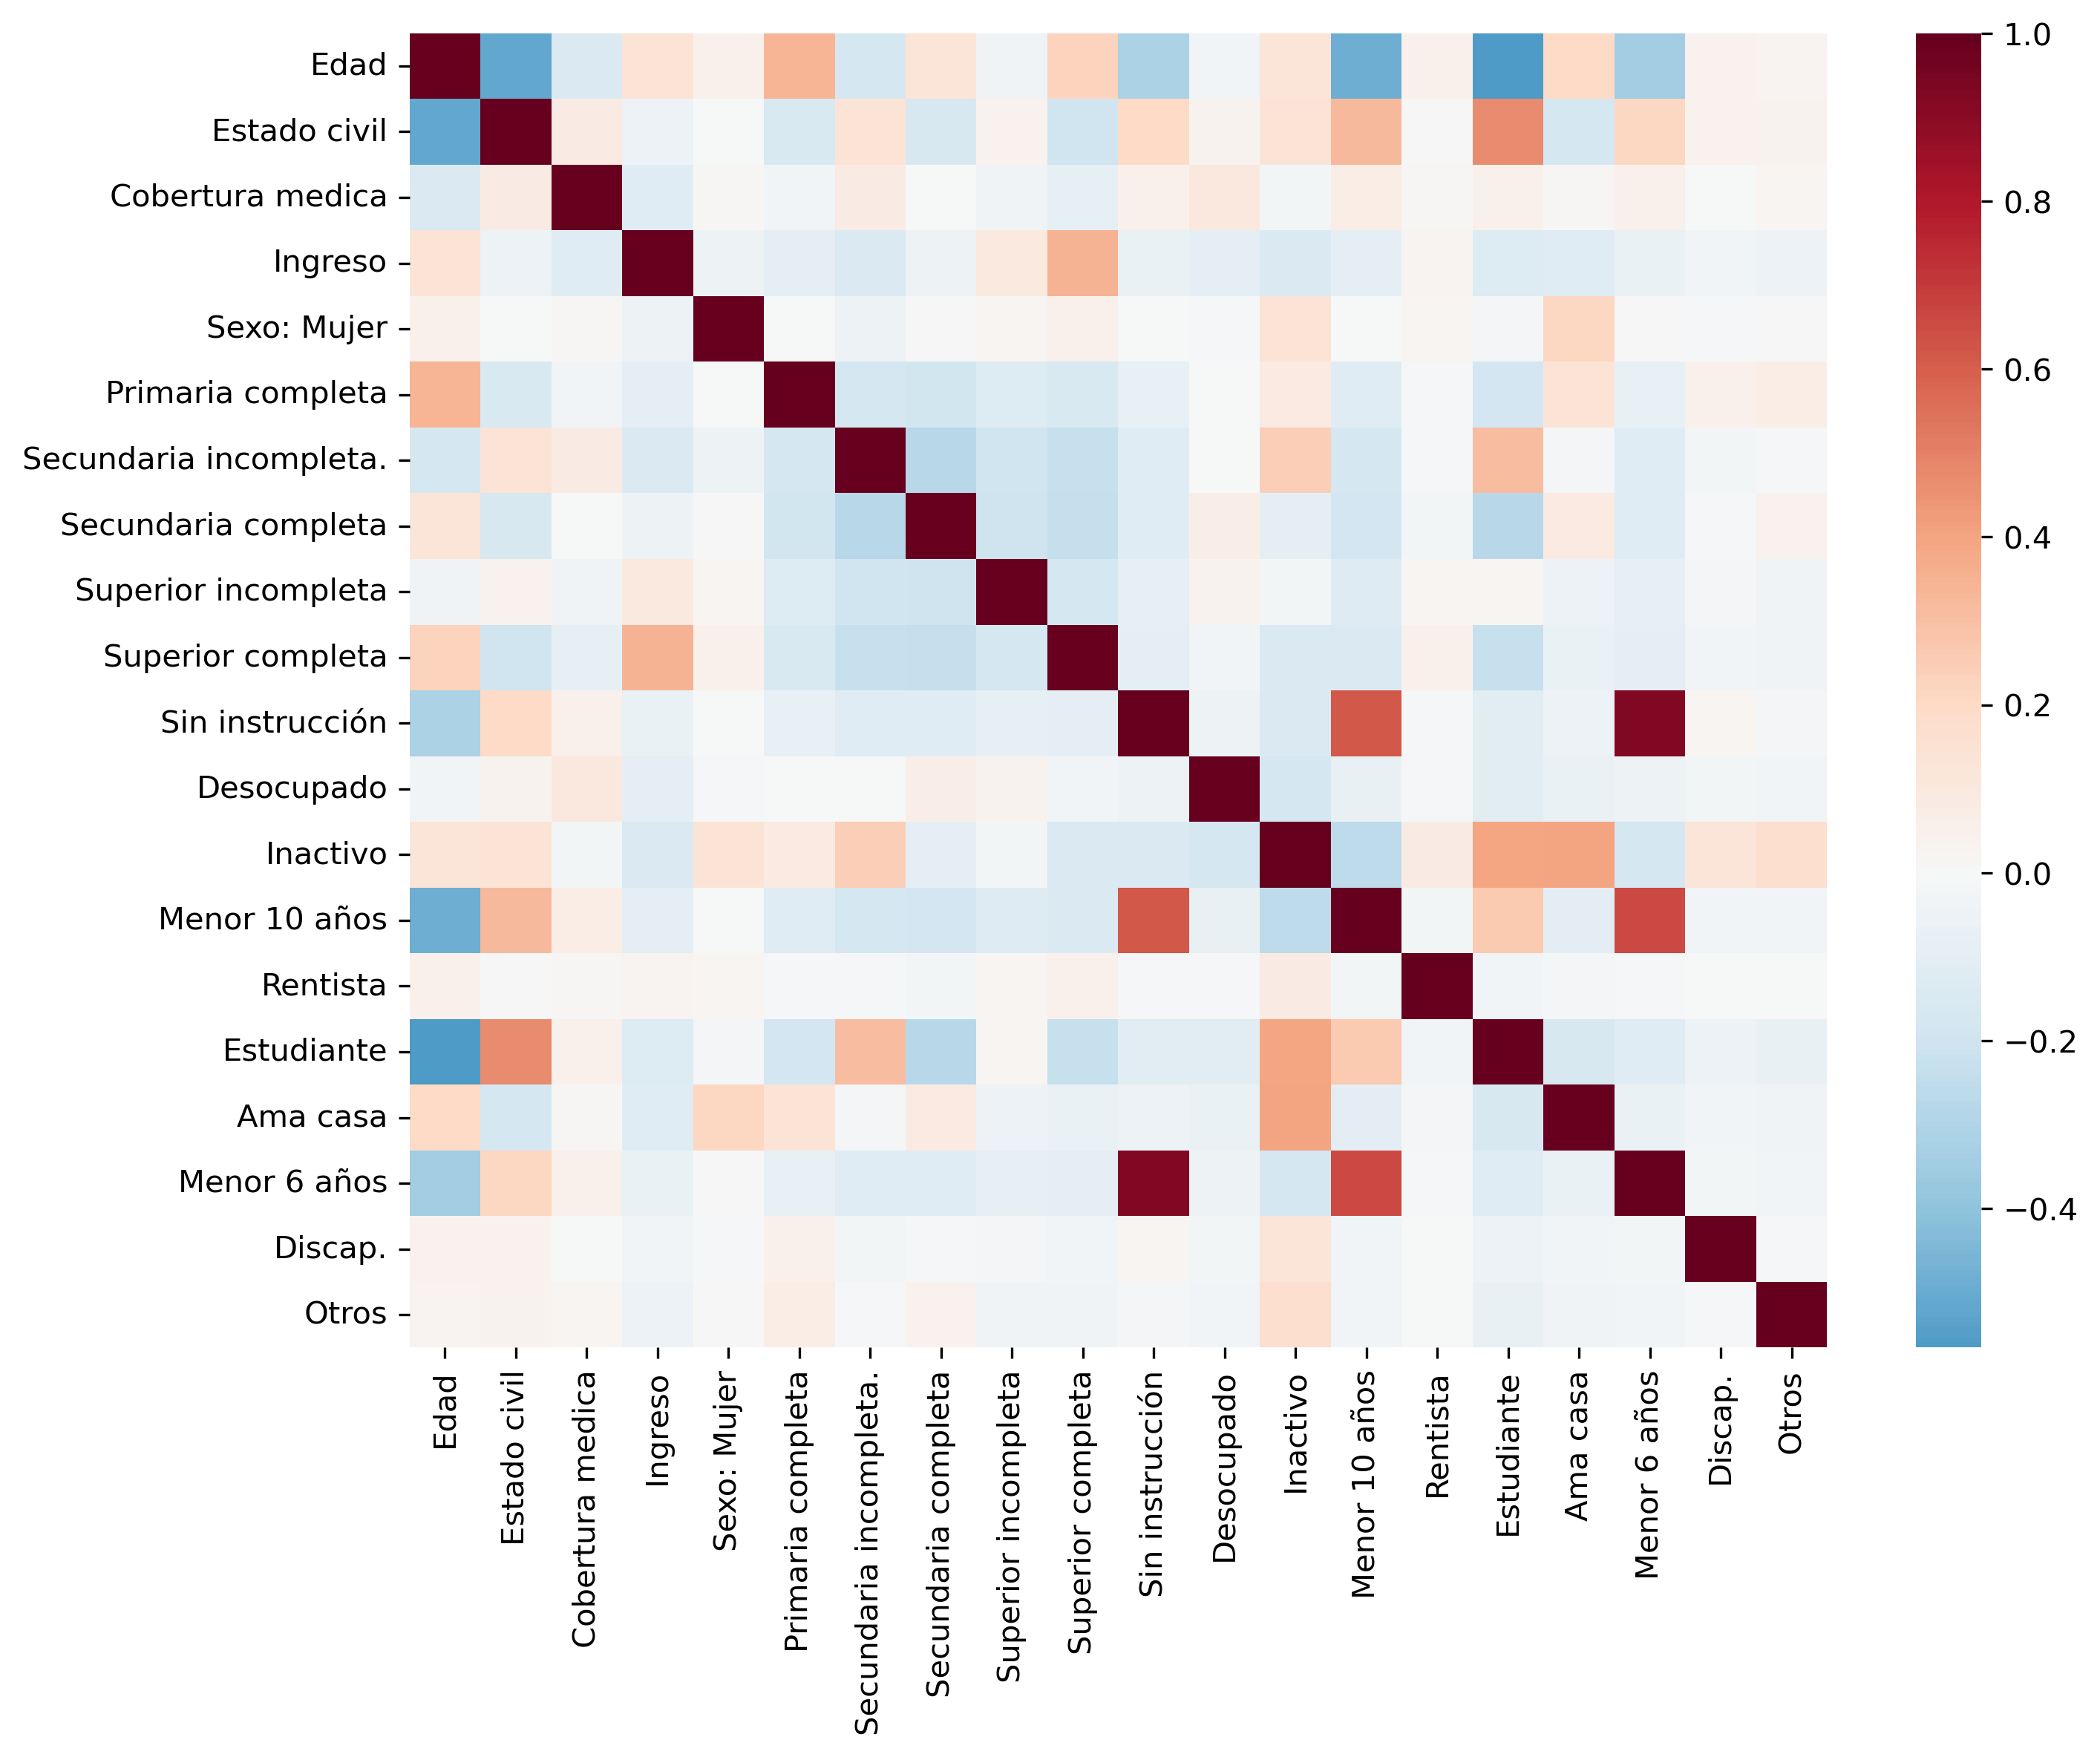 Edad
Estado civil
Cobertura medica
Ingreso
Sexo: Mujer
Primaria completa
Secundaria incompleta.
Secundaria completa
Superior incompleta
Superior completa
Sin instrucción
Desocupado
Inactivo
Menor 10 años
Rentista
Estudiante
Ama casa
Menor 6 años
Discap.
Otros
Edad
Estado civil
Cobertura medica
Ingreso
Sexo: Mujer
Primaria completa
Secundaria incompleta.
Secundaria completa
Superior incompleta
Superior completa
Sin instrucción
Desocupado
Inactivo
Menor 10 años
Rentista
Estudiante
Ama casa
Menor 6 años
Discap.
Otros
1.0
0.8
0.6
0.4
0.2
0.0
−0.2
−0.4